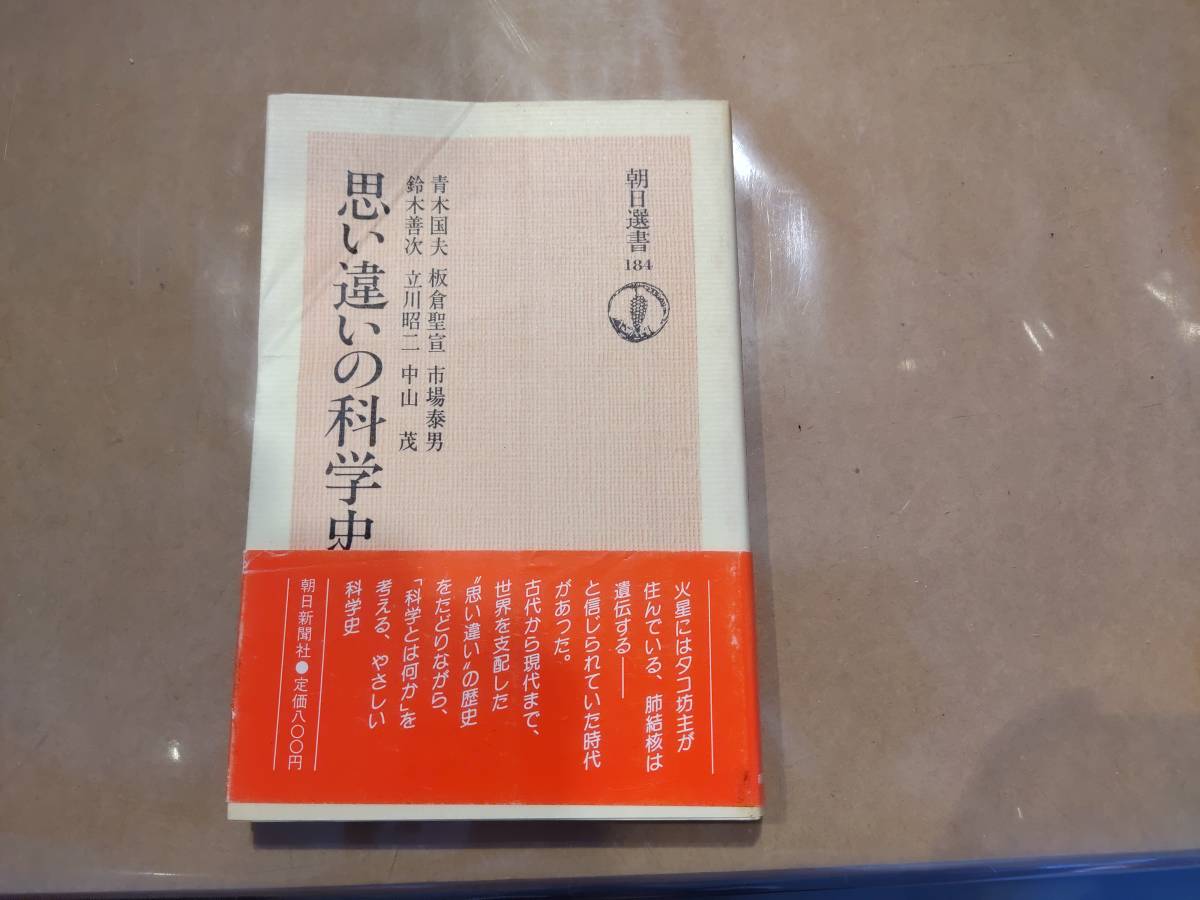 朝日選書
184
青木国夫 板倉聖宣 市場泰男
鈴木善次 立川昭二 中山 茂
思い違いの科学史
火星にはタコ坊主が
住んでいる、肺結核は
遺伝する――
と信じられていた時代
があった。
古代から現代まで、
世界を支配した
〝思い違い〟の歴史
をたどりながら、
「科学とは何か」を
考える、やさしい
科学史
朝日新聞社●定価八〇〇円